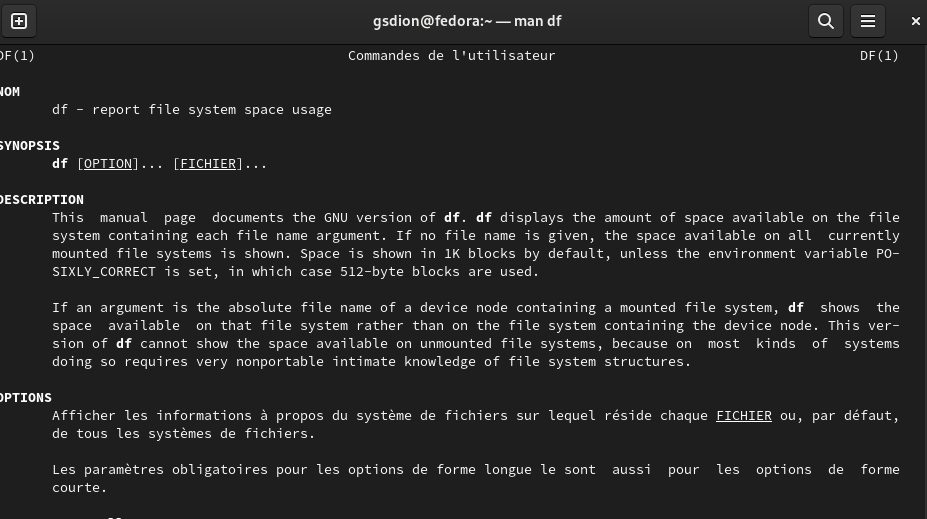 gsdion@fedora:~ — man df
DF(1) Commandes de l'utilisateur DF(1)
NOM
df - report file system space usage
SYNOPSIS
df [OPTION]... [FICHIER]...
DESCRIPTION
This manual page documents the GNU version of df. df displays the amount of space available on the file
system containing each file name argument. If no file name is given, the space available on all currently
mounted file systems is shown. Space is shown in 1K blocks by default, unless the environment variable PO-
SIXLY_CORRECT is set, in which case 512-byte blocks are used.
If an argument is the absolute file name of a device node containing a mounted file system, df shows the
space available on that file system rather than on the file system containing the device node. This ver-
sion of df cannot show the space available on unmounted file systems, because on most kinds of systems
doing so requires very nonportable intimate knowledge of file system structures.
OPTIONS
Afficher les informations à propos du système de fichiers sur lequel réside chaque FICHIER ou, par défaut,
de tous les systèmes de fichiers.
Les paramètres obligatoires pour les options de forme longue le sont aussi pour les options de forme
courte.